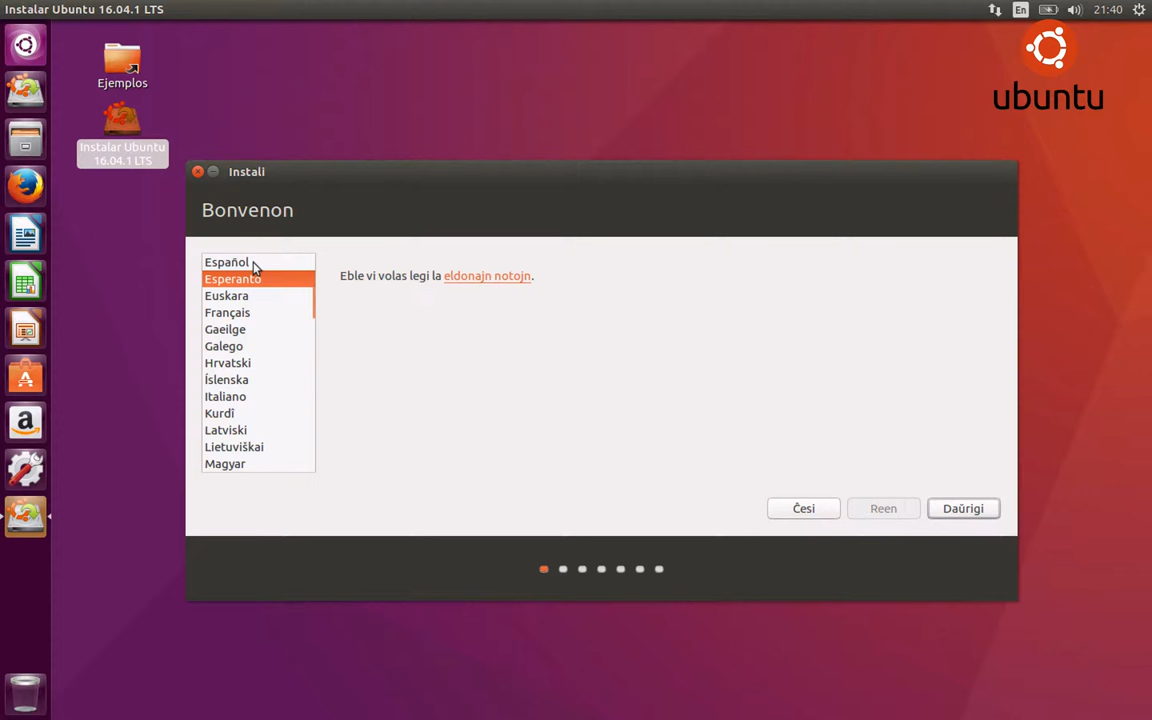 Instalar Ubuntu 16.04.1 LTS
En
21:40
Ejemplos
Instalar Ubuntu
16.04.1 LTS
ubuntu
Instali
Bonvenon
Español
Esperanto
Euskara
Français
Gaeilge
Galego
Hrvatski
Íslenska
Italiano
Kurdî
Latviski
Lietuviškai
Magyar
Eble vi volas legi la eldonajn notojn.
Ĉesi
Reen
Daŭrigi